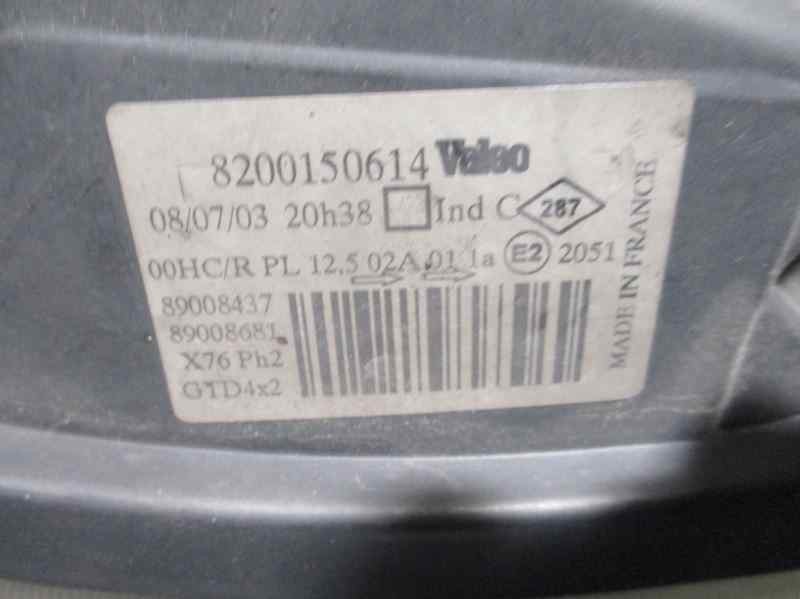 8200150614 Valeo
08/07/03 20h38 Ind C 287
00HC/R PL 12,5 02A 01 1a E2 2051
89008437
89008681
X76 Ph2
GTD4x2
MADE IN FRANCE